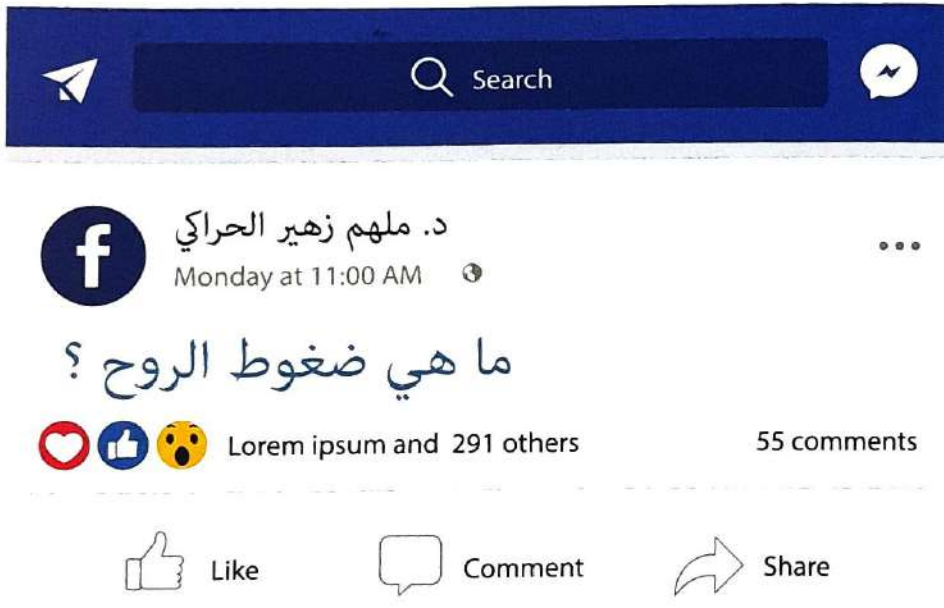 Search
د. ملهم زهير الحراكي
Monday at 11:00 AM
ما هي ضغوط الروح ؟
Lorem ipsum and 291 others
55 comments
Like
Comment
Share